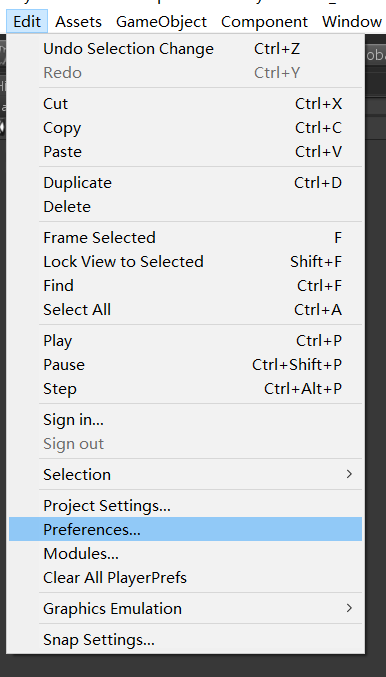 Edit Assets GameObject Component Window
Undo Selection Change Ctrl+Z
Redo Ctrl+Y
Cut Ctrl+X
Copy Ctrl+C
Paste Ctrl+V
Duplicate Ctrl+D
Delete
Frame Selected F
Lock View to Selected Shift+F
Find Ctrl+F
Select All Ctrl+A
Play Ctrl+P
Pause Ctrl+Shift+P
Step Ctrl+Alt+P
Sign in...
Sign out
Selection >
Project Settings...
Preferences...
Modules...
Clear All PlayerPrefs
Graphics Emulation >
Snap Settings...